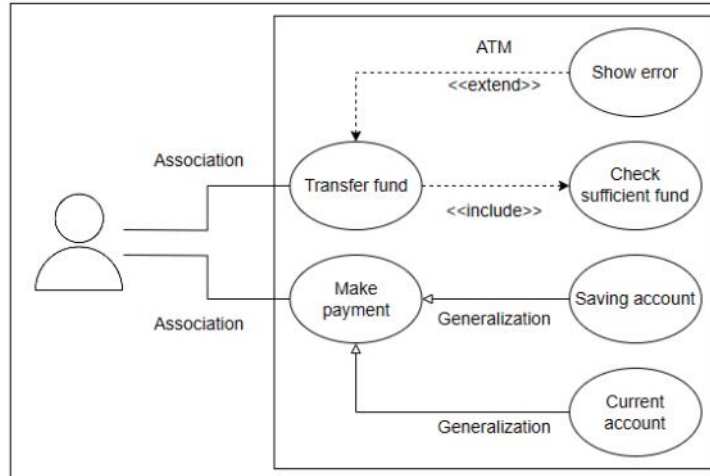 ATM
Show error
<<extend>>
Association
Transfer fund
Check
sufficient fund
<<include>>
Make
payment
Saving account
Association
Generalization
Current
account
Generalization